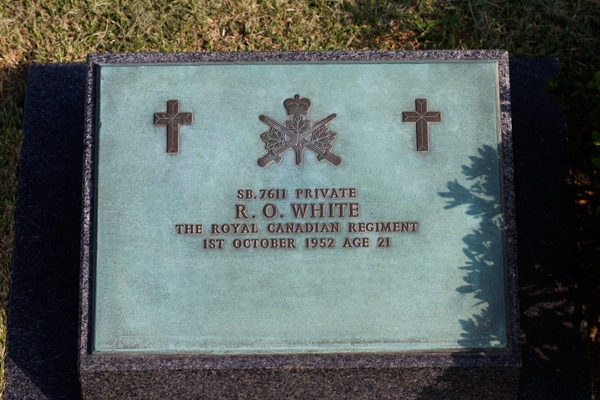 SB. 7611 PRIVATE
R. O. WHITE
THE ROYAL CANADIAN REGIMENT
1ST OCTOBER 1952 AGE 21